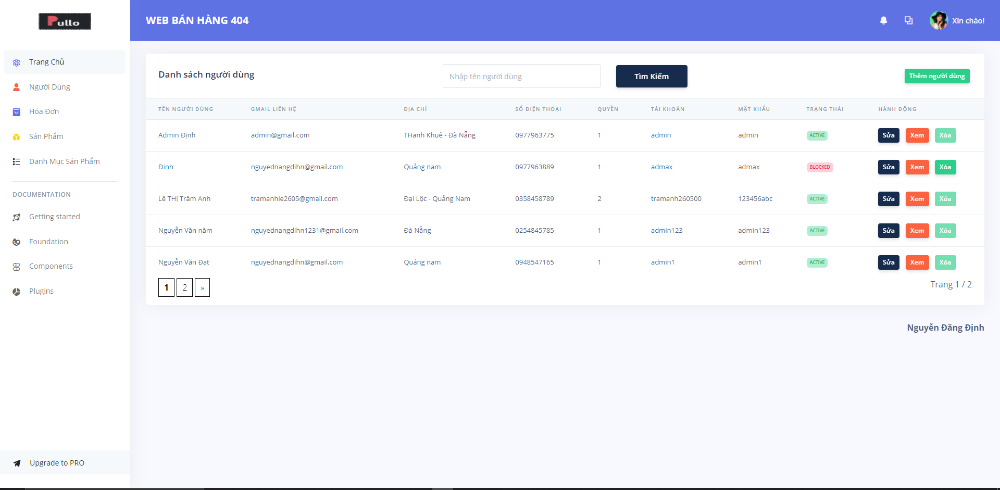 Pullo
WEB BÁN HÀNG 404
Xin chào!
Trang Chủ
Người Dùng
Hóa Đơn
Sản Phẩm
Danh Mục Sản Phẩm
DOCUMENTATION
Getting started
Foundation
Components
Plugins
Upgrade to PRO
Danh sách người dùng
Nhập tên người dùng
Tìm Kiếm
Thêm người dùng
TÊN NGƯỜI DÙNG GMAIL LIÊN HỆ ĐỊA CHỈ SỐ ĐIỆN THOẠI QUYỀN TÀI KHOẢN MẬT KHẨU TRẠNG THÁI HÀNH ĐỘNG
Admin Định admin@gmail.com THanh Khuê - Đà Nẵng 0977963775 1 admin admin ACTIVE Sửa Xem Xóa
Định nguyednangdihn@gmail.com Quảng nam 0977963889 1 admax admax BLOCKED Sửa Xem Xóa
Lê THị Trâm Anh tramanhle2605@gmail.com Đại Lộc - Quảng Nam 0358458789 2 tramanh260500 123456abc ACTIVE Sửa Xem Xóa
Nguyễn Văn năm nguyednangdihn1231@gmail.com Đà Nẵng 0254845785 1 admin123 admin123 ACTIVE Sửa Xem Xóa
Nguyễn Văn Đạt nguyednangdihn@gmail.com Quảng nam 0948547165 1 admin1 admin1 ACTIVE Sửa Xem Xóa
1 2 »
Trang 1 / 2
Nguyễn Đăng Định